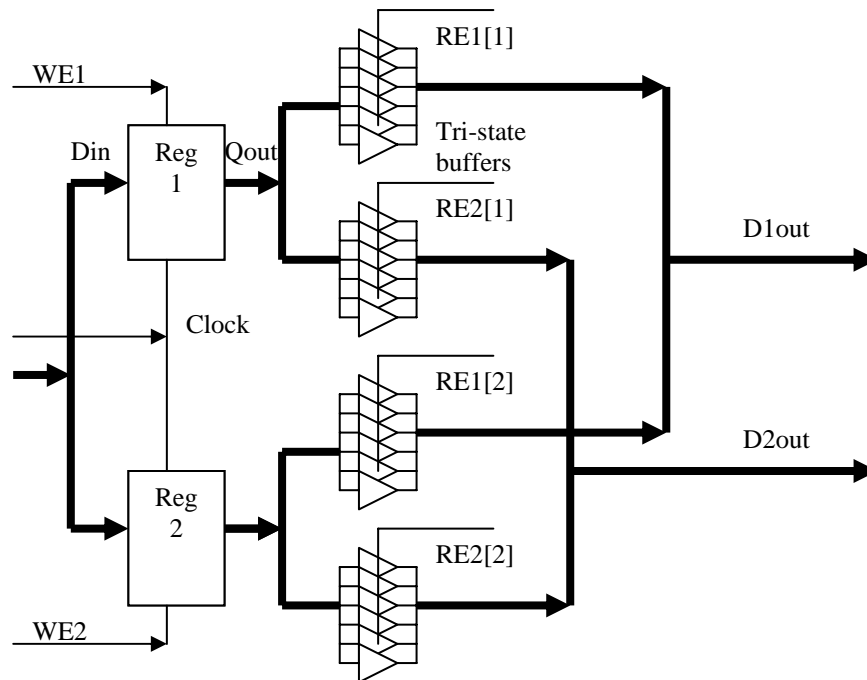 RE1[1]
WE1
Tri-state
buffers
Din
Reg
1
Qout
RE2[1]
D1out
Clock
RE1[2]
D2out
Reg
2
RE2[2]
WE2